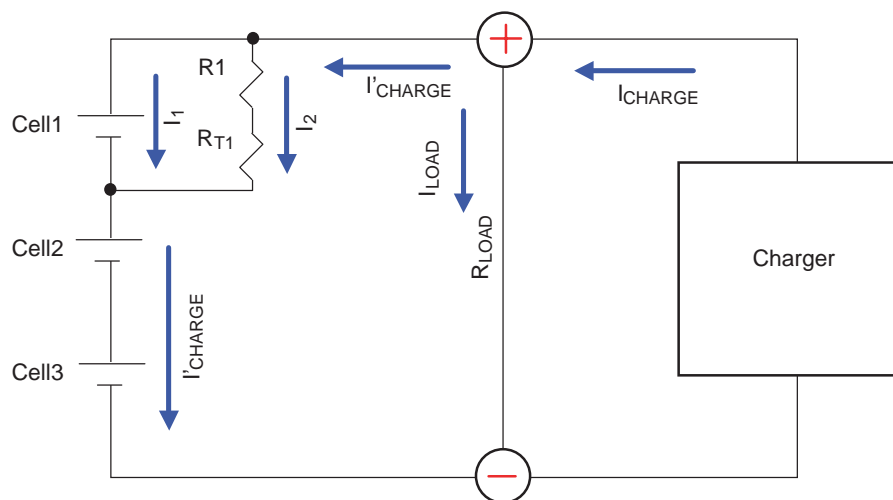 +
R1
I'CHARGE
ICHARGE
Cell1
I1
RT1
I2
ILOAD
Cell2
RLOAD
Charger
I'CHARGE
Cell3
−